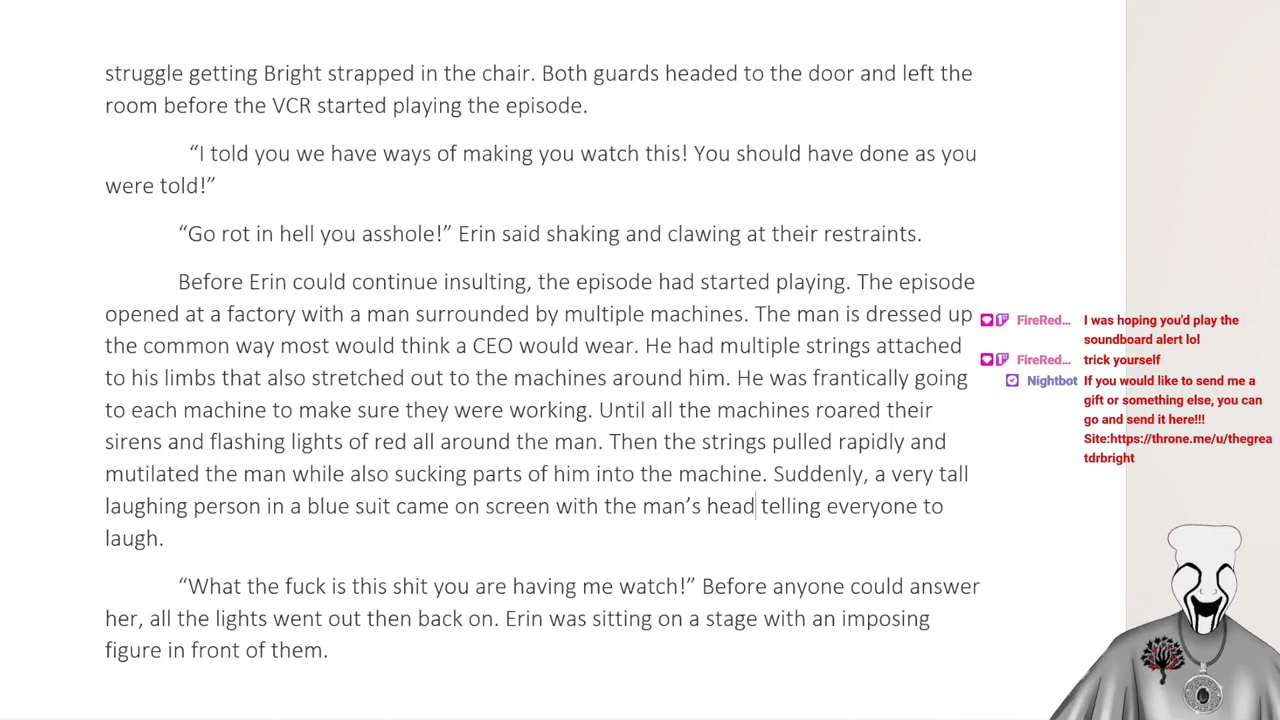 struggle getting Bright strapped in the chair. Both guards headed to the door and left the
room before the VCR started playing the episode.
“I told you we have ways of making you watch this! You should have done as you
were told!”
“Go rot in hell you asshole!” Erin said shaking and clawing at their restraints.
Before Erin could continue insulting, the episode had started playing. The episode
opened at a factory with a man surrounded by multiple machines. The man is dressed up
the common way most would think a CEO would wear. He had multiple strings attached
to his limbs that also stretched out to the machines around him. He was frantically going
to each machine to make sure they were working. Until all the machines roared their
sirens and flashing lights of red all around the man. Then the strings pulled rapidly and
mutilated the man while also sucking parts of him into the machine. Suddenly, a very tall
laughing person in a blue suit came on screen with the man’s head telling everyone to
laugh.
“What the fuck is this shit you are having me watch!” Before anyone could answer
her, all the lights went out then back on. Erin was sitting on a stage with an imposing
figure in front of them.
FireRed... I was hoping you'd play the
soundboard alert lol
FireRed... trick yourself
Nightbot If you would like to send me a
gift or something else, you can
go and send it here!!!
Site:https://throne.me/u/thegrea
tdrbright